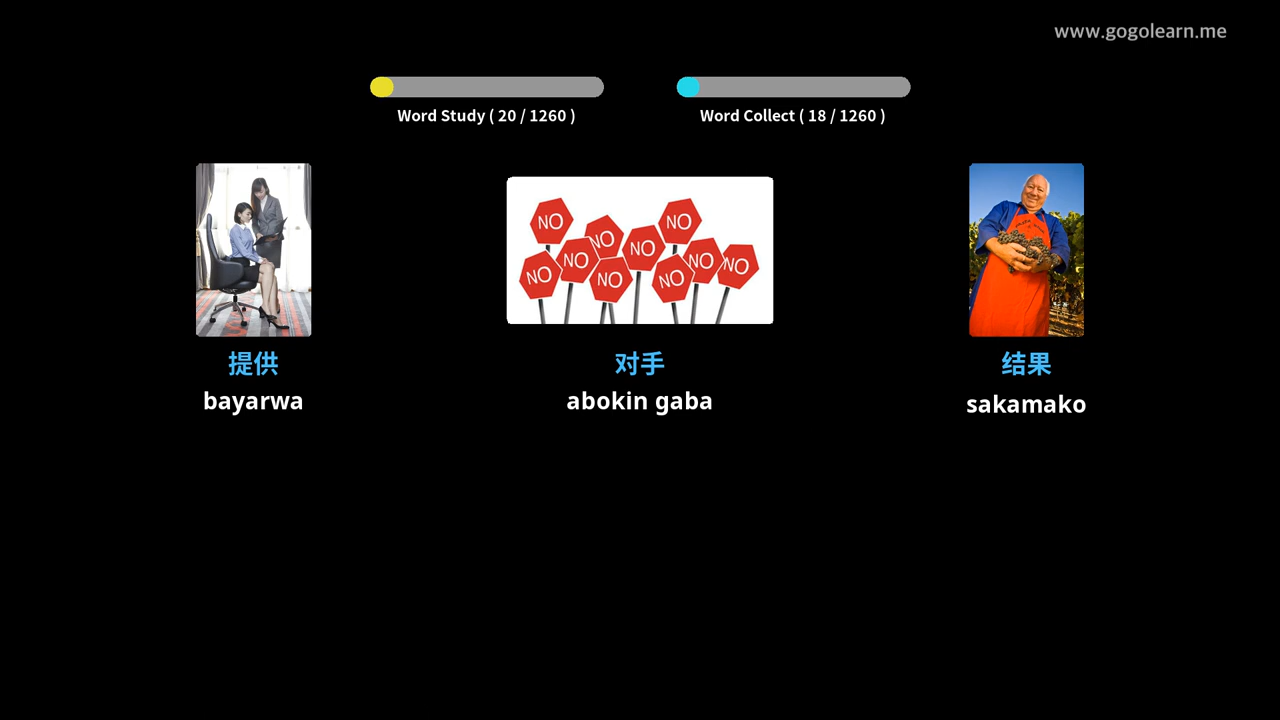 www.gogolearn.me
Word Study ( 20 / 1260 )
Word Collect ( 18 / 1260 )
NO
NO
NO
NO
NO
NO
NO
NO
NO
NO
提供
对手
结果
bayarwa
abokin gaba
sakamako